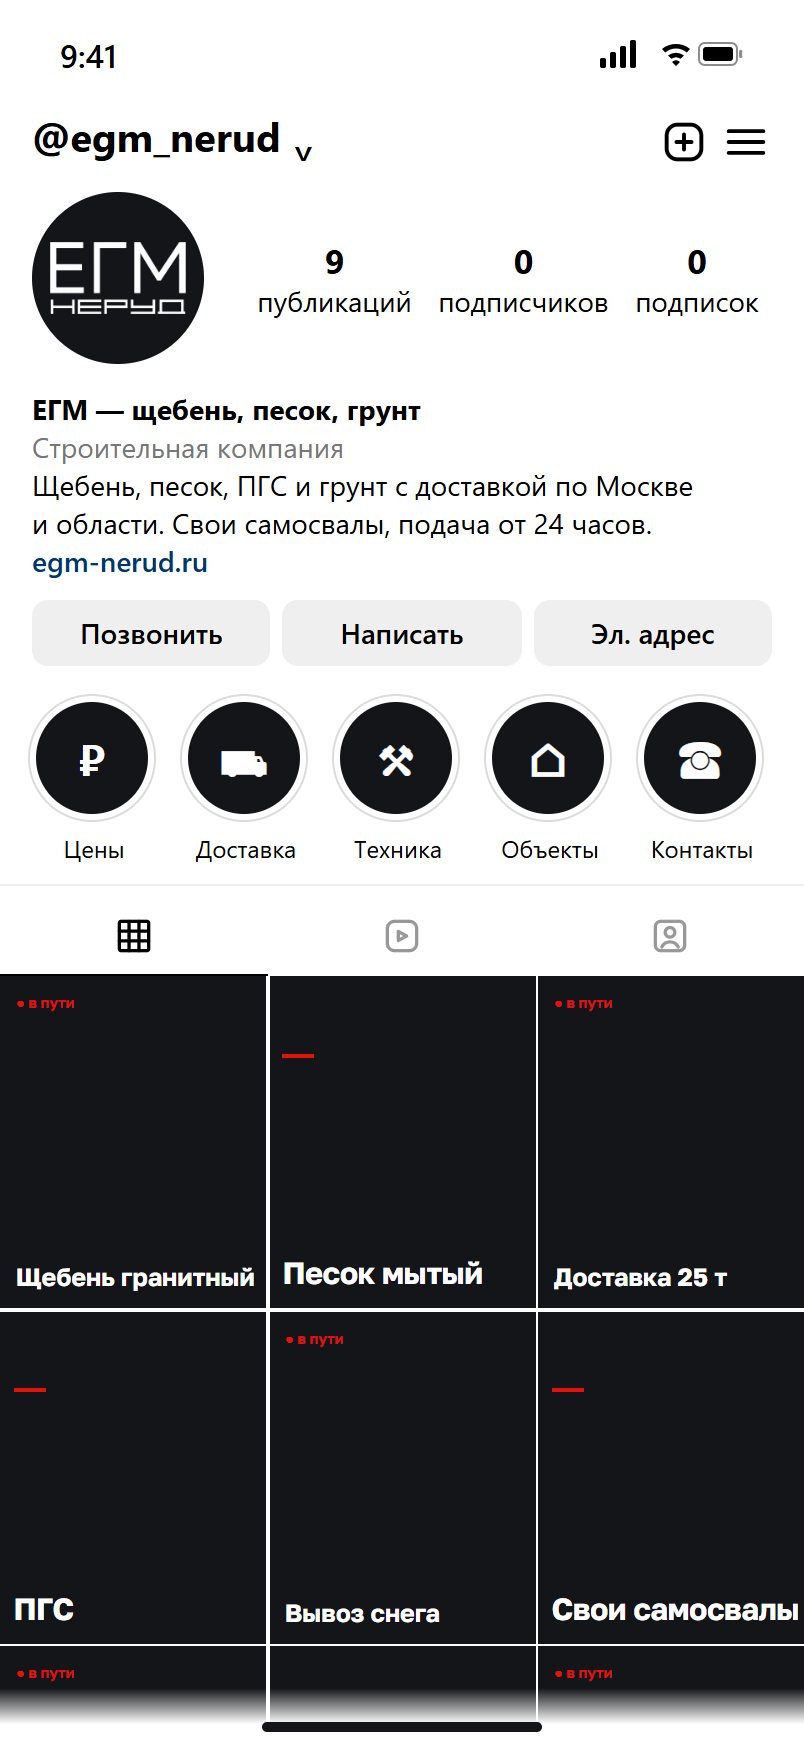 9:41
@egm_nerud
ЕГМ
НЕРУД
9 0 0
публикаций подписчиков подписок
ЕГМ — щебень, песок, грунт
Строительная компания
Щебень, песок, ПГС и грунт с доставкой по Москве
и области. Свои самосвалы, подача от 24 часов.
egm-nerud.ru
Позвонить Написать Эл. адрес
₽
Цены Доставка Техника Объекты Контакты
• в пути • в пути
Щебень гранитный Песок мытый Доставка 25 т
• в пути
ПГС Вывоз снега Свои самосвалы
• в пути • в пути